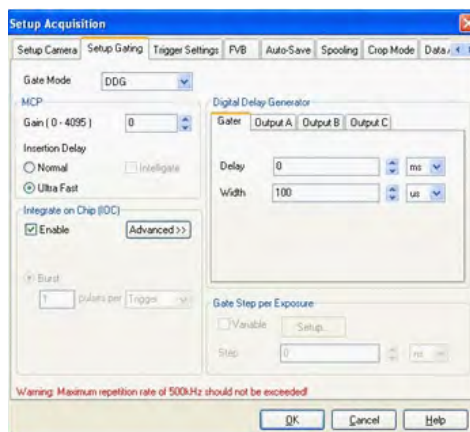 Setup Acquisition
Setup Camera Setup Gating Trigger Settings FVB Auto-Save Spooling Crop Mode Data
Gate Mode DDG
MCP
Gain ( 0 - 4095 ) 0
Insertion Delay
Normal Intelligate
Ultra Fast
Integrate on Chip (IOC)
Enable Advanced >>
Burst
1 pulses per Trigger
Digital Delay Generator
Gater Output A Output B Output C
Delay 0 ms
Width 100 us
Gate Step per Exposure
Variable Setup...
Step 0 ns
Warning: Maximum repetition rate of 500kHz should not be exceeded!
OK Cancel Help